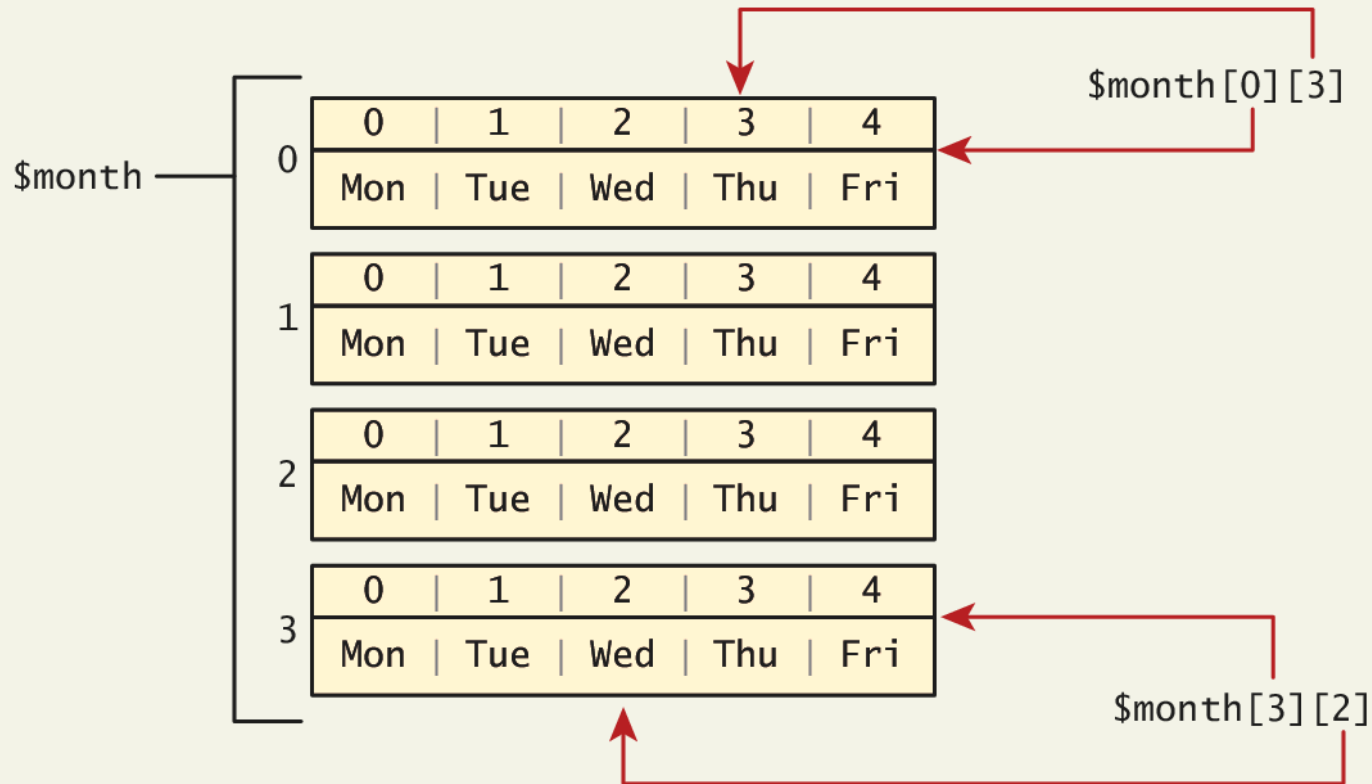 $month[0][3]
$month
0
0 | 1 | 2 | 3 | 4
Mon | Tue | Wed | Thu | Fri
1
0 | 1 | 2 | 3 | 4
Mon | Tue | Wed | Thu | Fri
2
0 | 1 | 2 | 3 | 4
Mon | Tue | Wed | Thu | Fri
3
0 | 1 | 2 | 3 | 4
Mon | Tue | Wed | Thu | Fri
$month[3][2]